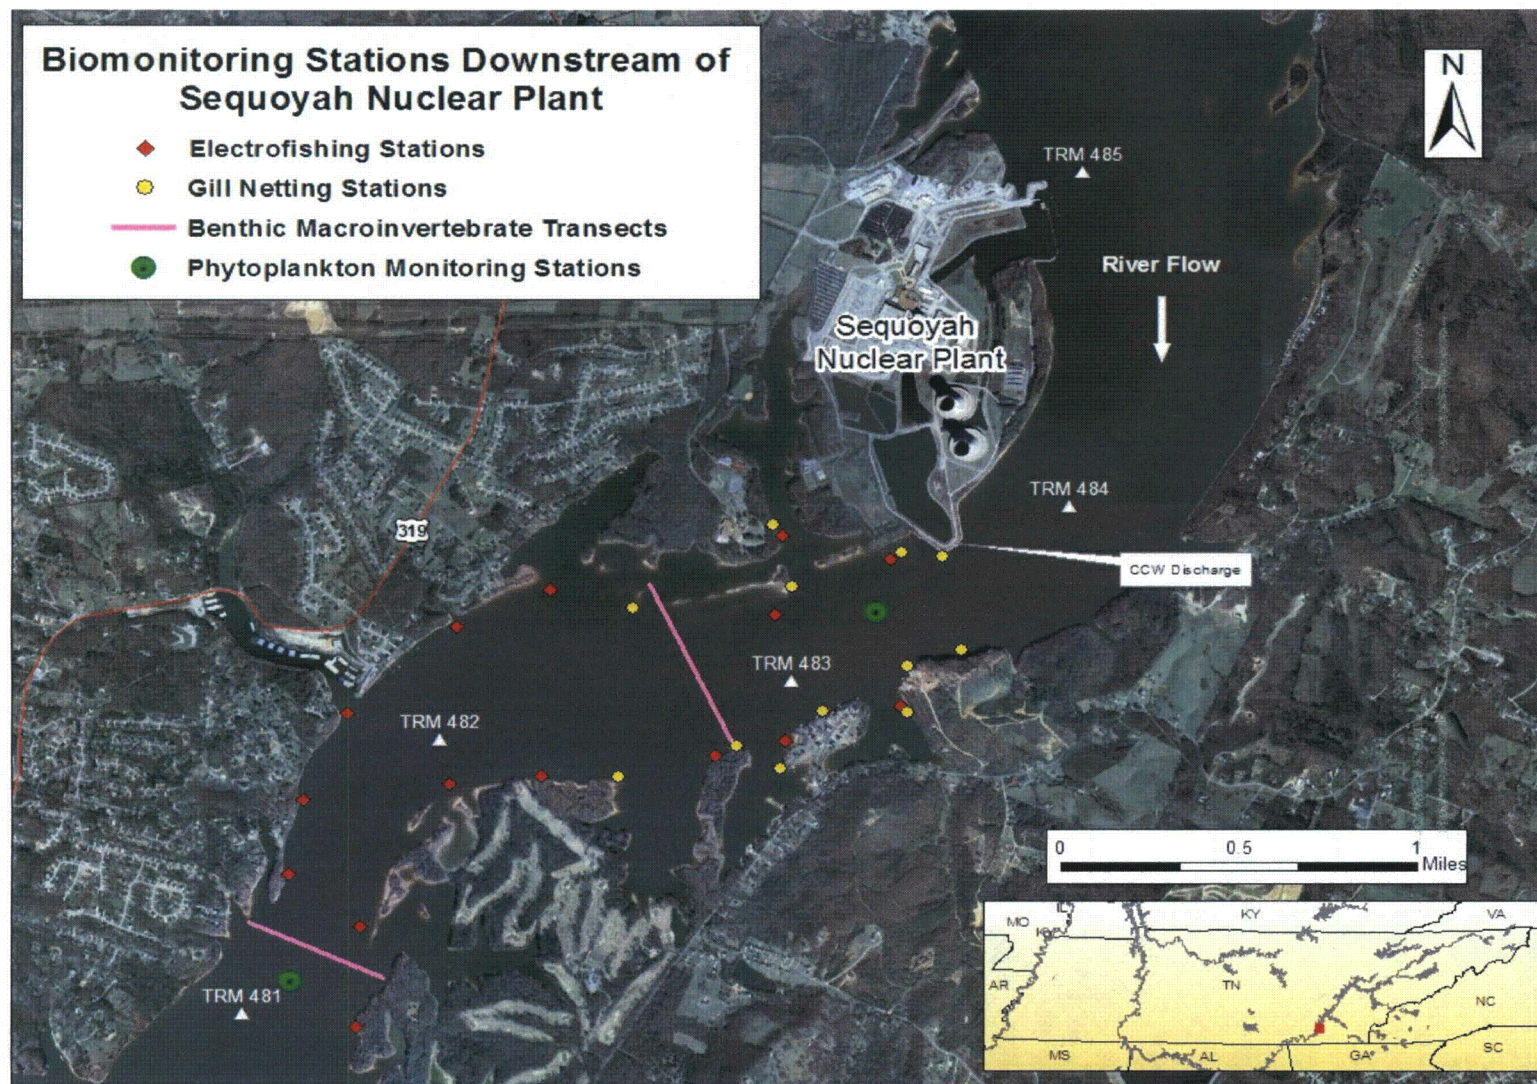 Biomonitoring Stations Downstream of
Sequoyah Nuclear Plant
Electrofishing Stations
Gill Netting Stations
Benthic Macroinvertebrate Transects
Phytoplankton Monitoring Stations
N
TRM 485
River Flow
Sequoyah
Nuclear Plant
TRM 484
319
CCW Discharge
TRM 483
TRM 482
TRM 481
0 0.5 1
Miles
MO
IL
KY
KY
VA
AR
TN
NC
MS
AL
GA
SC